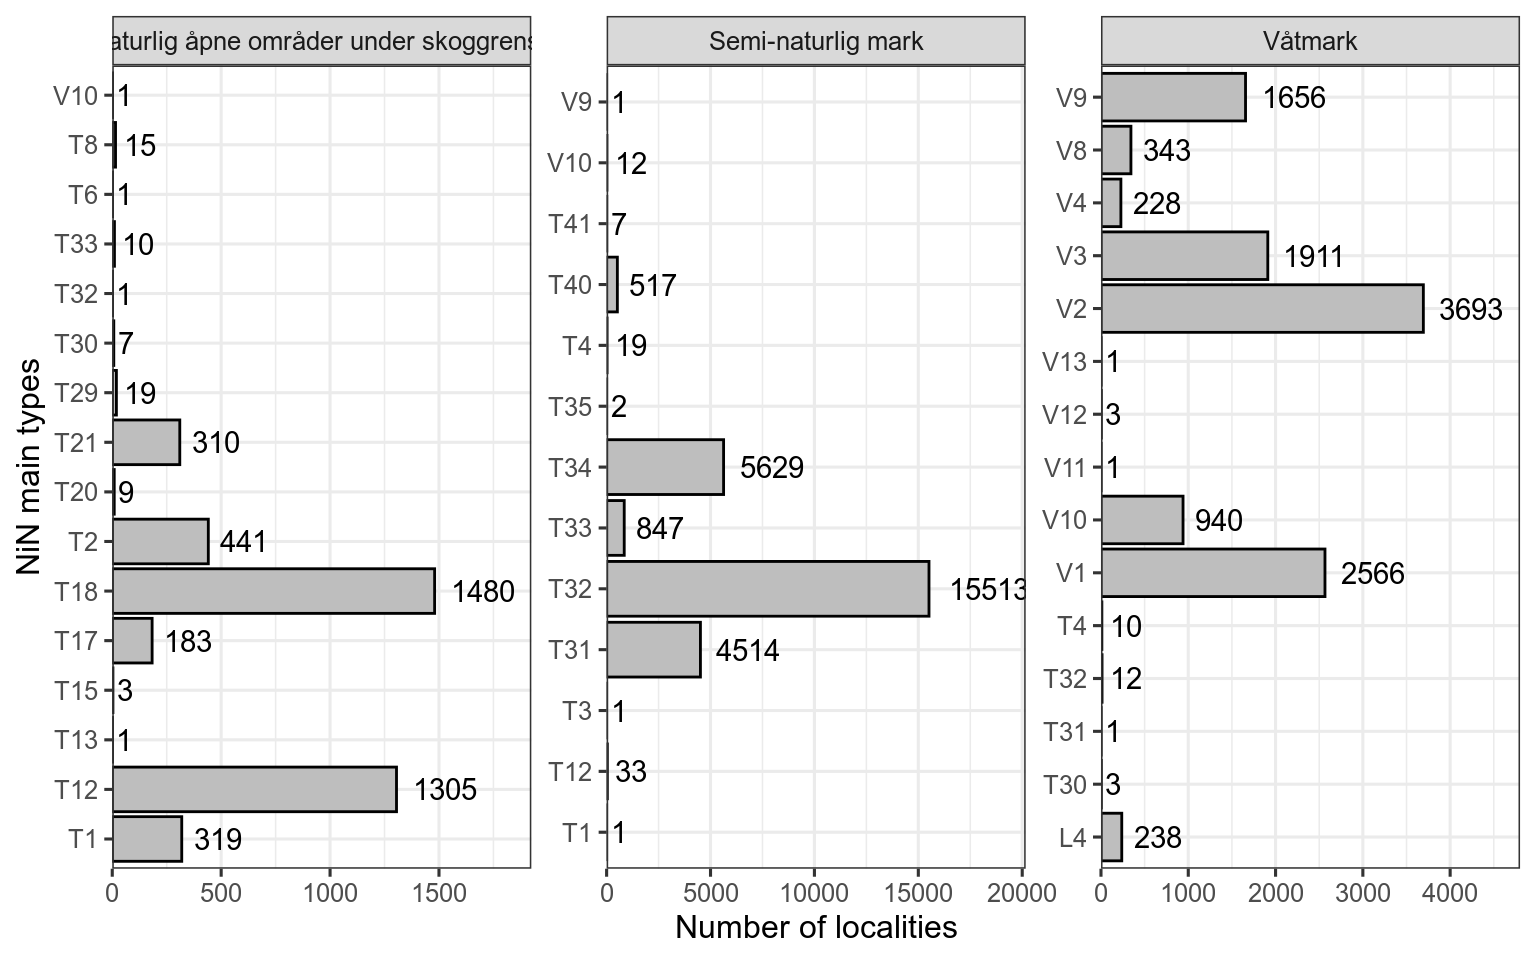 aturlig åpne områder under skoggrens
Semi-naturlig mark
Våtmark
NiN main types
V10 1
T8 15
T6 1
T33 10
T32 1
T30 7
T29 19
T21 310
T20 9
T2 441
T18 1480
T17 183
T15 3
T13 1
T12 1305
T1 319
0 500 1000 1500
V9 1
V10 12
T41 7
T40 517
T4 19
T35 2
T34 5629
T33 847
T32 15513
T31 4514
T3 1
T12 33
T1 1
0 5000 10000 15000 20000
V9 1656
V8 343
V4 228
V3 1911
V2 3693
V13 1
V12 3
V11 1
V10 940
V1 2566
T4 10
T32 12
T31 1
T30 3
L4 238
0 1000 2000 3000 4000
Number of localities